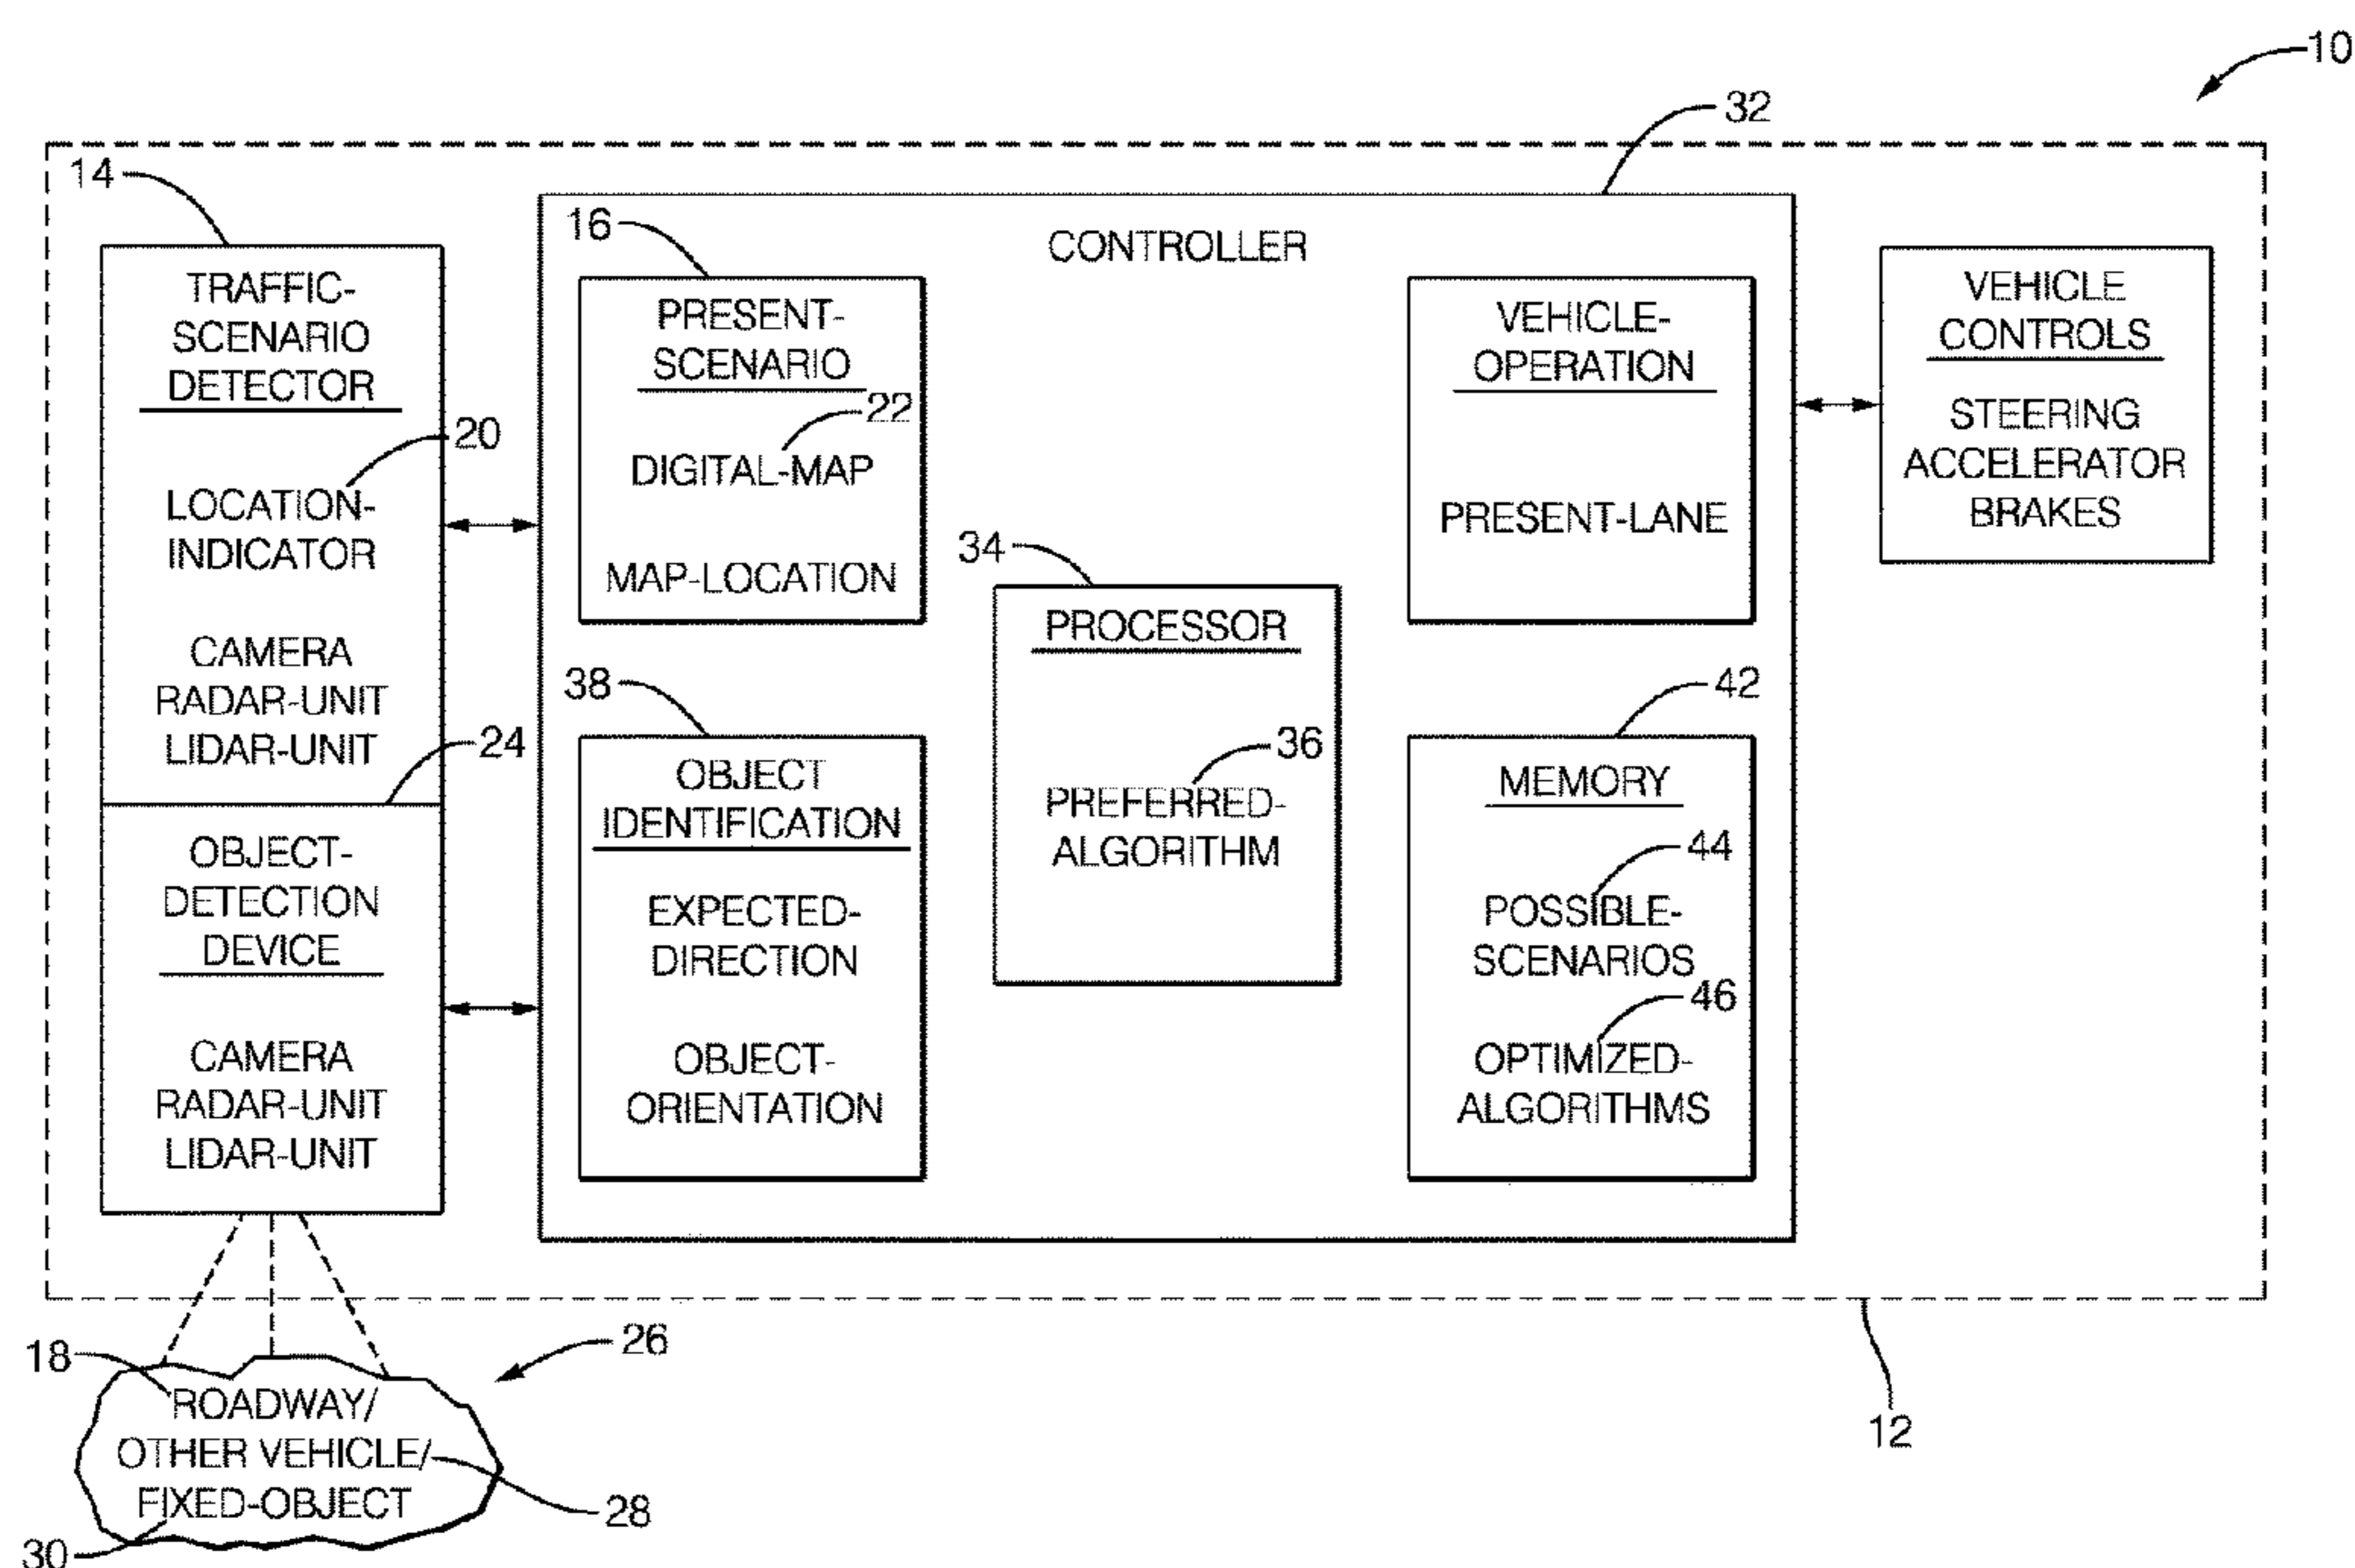 10
32
14
TRAFFIC-
SCENARIO
DETECTOR
20
LOCATION-
INDICATOR
CAMERA
RADAR-UNIT
LIDAR-UNIT
24
OBJECT-
DETECTION
DEVICE
CAMERA
RADAR-UNIT
LIDAR-UNIT
CONTROLLER
16
PRESENT-
SCENARIO
22
DIGITAL-MAP
MAP-LOCATION
38
OBJECT
IDENTIFICATION
EXPECTED-
DIRECTION
OBJECT-
ORIENTATION
34
PROCESSOR
36
PREFERRED-
ALGORITHM
VEHICLE-
OPERATION
PRESENT-LANE
42
MEMORY
44
POSSIBLE-
SCENARIOS
46
OPTIMIZED-
ALGORITHMS
VEHICLE
CONTROLS
STEERING
ACCELERATOR
BRAKES
18
26
ROADWAY/
OTHER VEHICLE/
FIXED-OBJECT
28
30
12